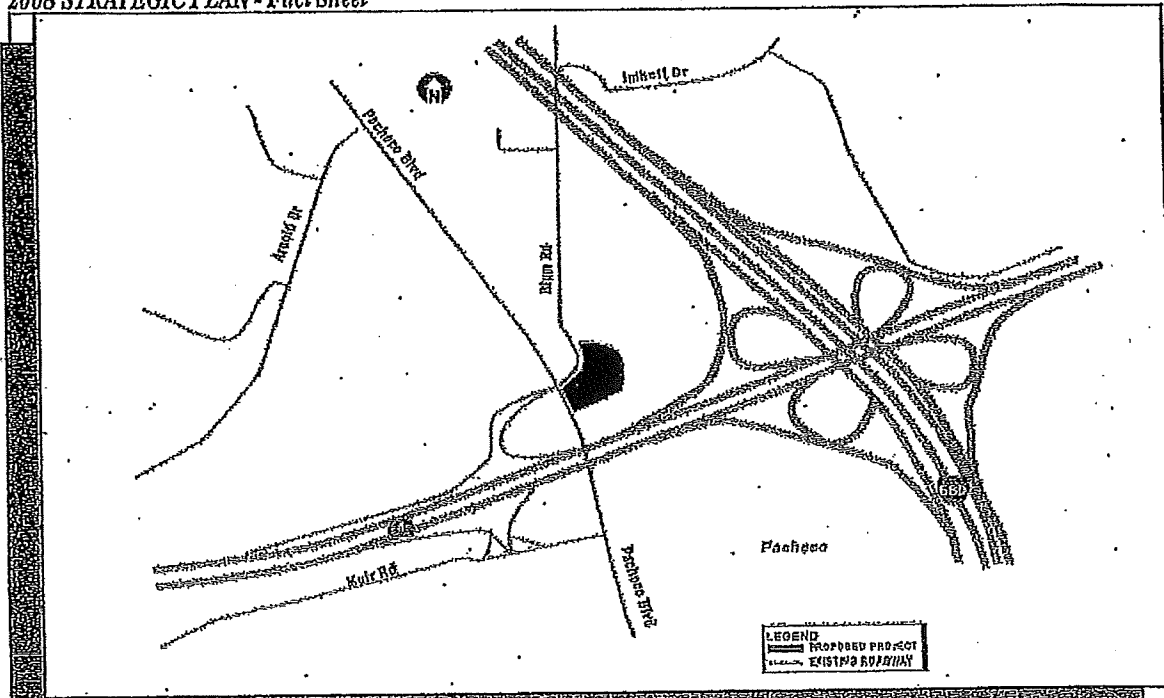 2008 STRATEGIC PLAN - Fact Sheet
Imhoff Dr
N
Pacheco Blvd
Arnold Dr
Blum Rd
680
Pacheco
Pacheco Blvd
Muir Rd
LEGEND
PROPOSED PROJECT
EXISTING ROADWAY